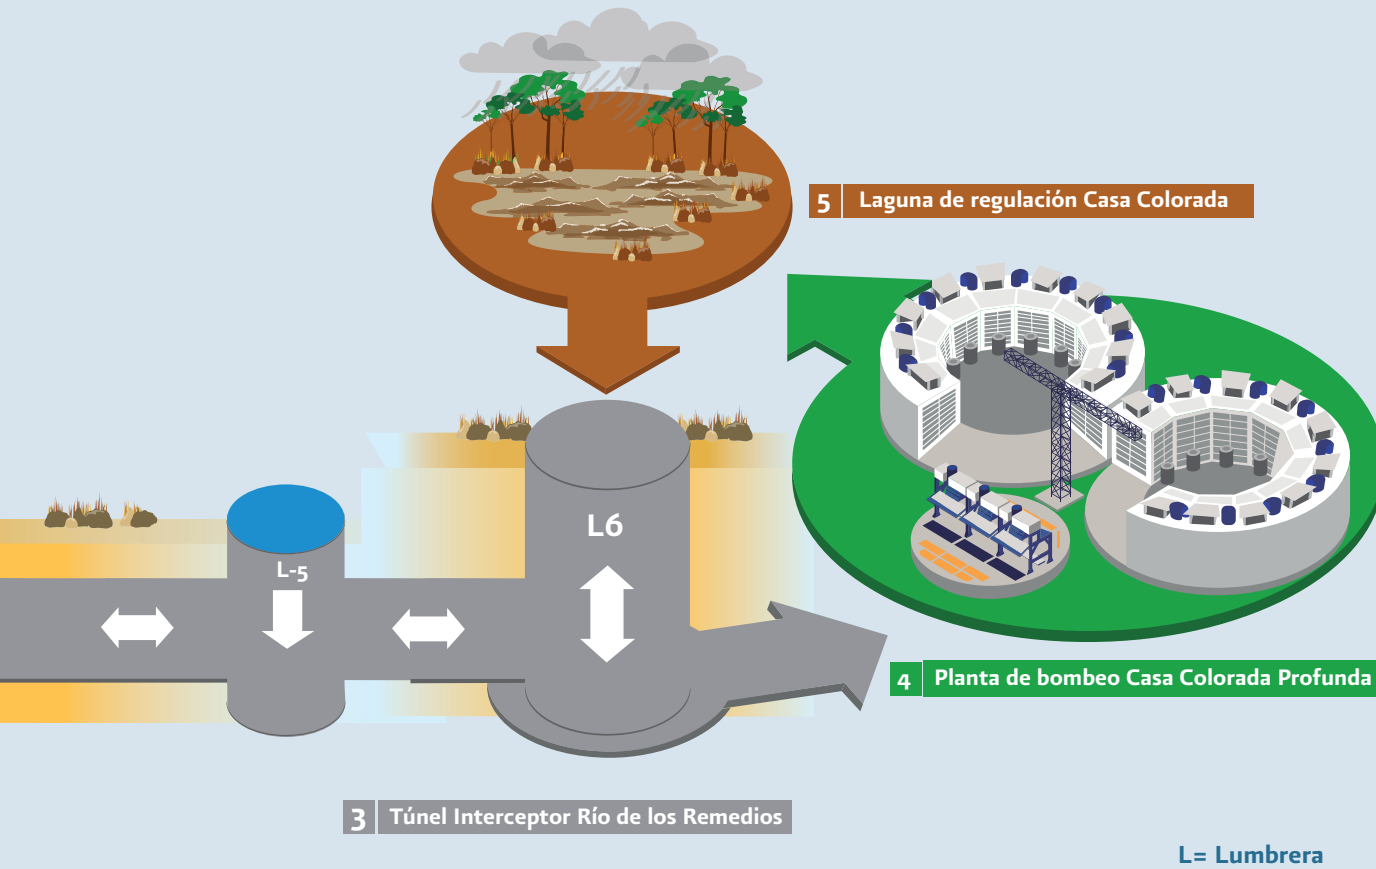 5 Laguna de regulación Casa Colorada
L6
L-5
4 Planta de bombeo Casa Colorada Profunda
3 Túnel Interceptor Río de los Remedios
L= Lumbrera